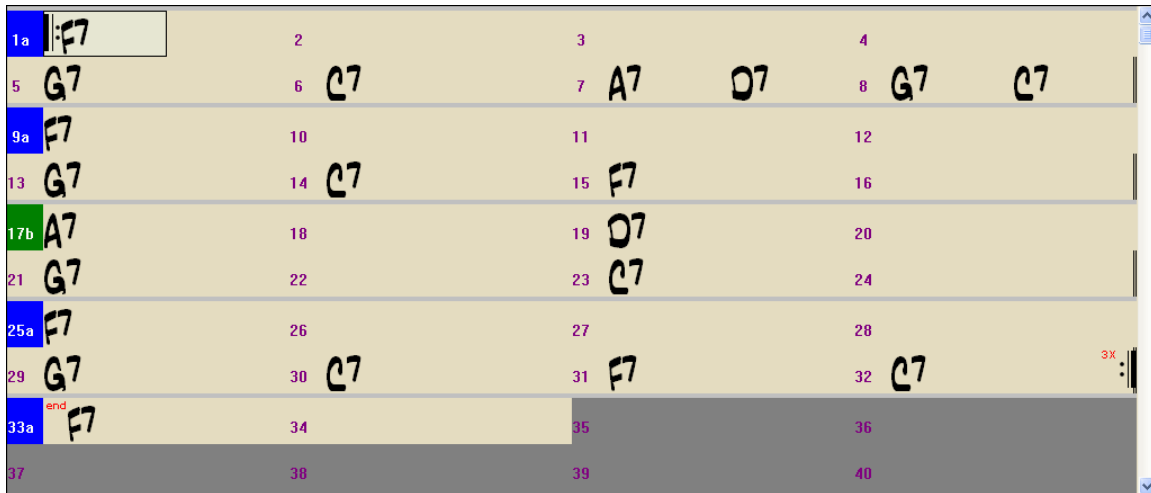 1a F7 2 3 4
5 G7 6 C7 7 A7 D7 8 G7 C7
9a F7 10 11 12
13 G7 14 C7 15 F7 16
17b A7 18 19 D7 20
21 G7 22 23 C7 24
25a F7 26 27 28
29 G7 30 C7 31 F7 32 C7 3X
33a end F7 34 35 36
37 38 39 40